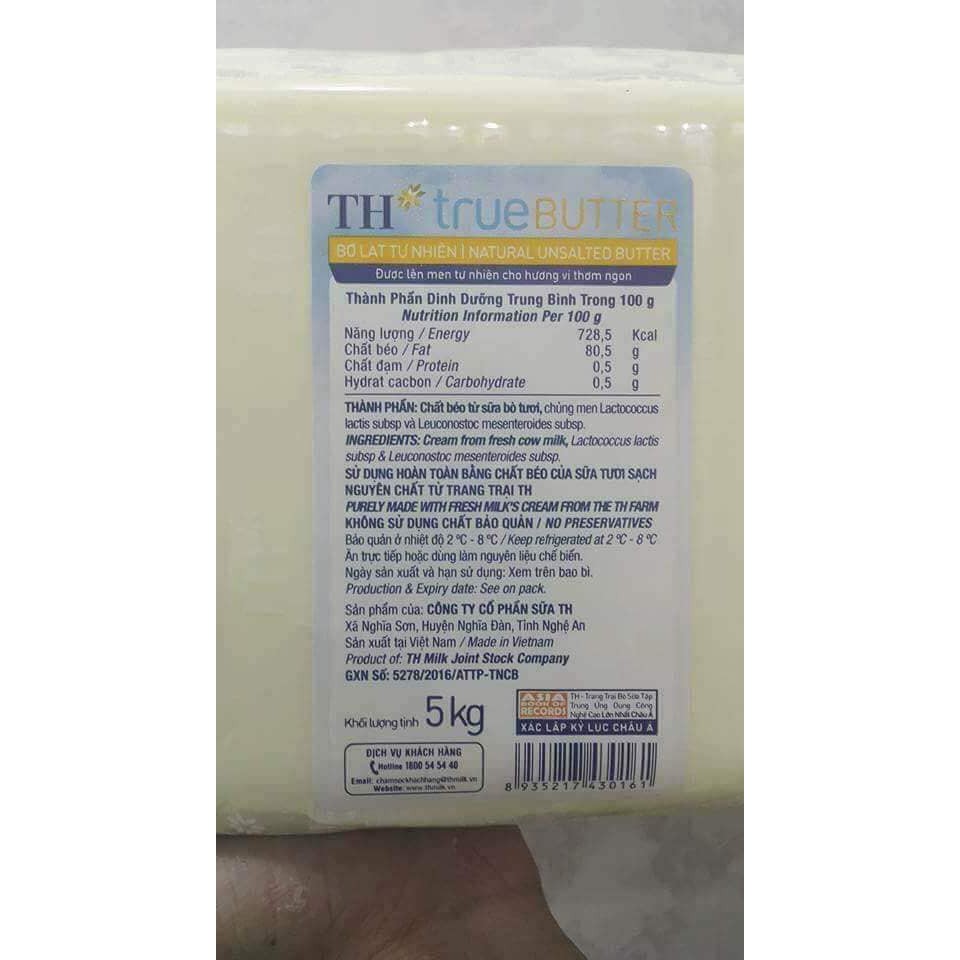 TH true BUTTER
BƠ LẠT TỰ NHIÊN | NATURAL UNSALTED BUTTER
Được lên men tự nhiên cho hương vị thơm ngon
Thành Phần Dinh Dưỡng Trung Bình Trong 100 g
Nutrition Information Per 100 g
Năng lượng / Energy 728,5 Kcal
Chất béo / Fat 80,5 g
Chất đạm / Protein 0,5 g
Hydrat cacbon / Carbohydrate 0,5 g
THÀNH PHẦN: Chất béo từ sữa bò tươi, chủng men Lactococcus
lactis subsp và Leuconostoc mesenteroides subsp.
INGREDIENTS: Cream from fresh cow milk, Lactococcus lactis
subsp & Leuconostoc mesenteroides subsp.
SỬ DỤNG HOÀN TOÀN BẰNG CHẤT BÉO CỦA SỮA TƯƠI SẠCH
NGUYÊN CHẤT TỪ TRANG TRẠI TH
PURELY MADE WITH FRESH MILK'S CREAM FROM THE TH FARM
KHÔNG SỬ DỤNG CHẤT BẢO QUẢN / NO PRESERVATIVES
Bảo quản ở nhiệt độ 2 °C - 8 °C / Keep refrigerated at 2 °C - 8 °C
Ăn trực tiếp hoặc dùng làm nguyên liệu chế biến.
Ngày sản xuất và hạn sử dụng: Xem trên bao bì.
Production & Expiry date: See on pack.
Sản phẩm của: CÔNG TY CỔ PHẦN SỮA TH
Xã Nghĩa Sơn, Huyện Nghĩa Đàn, Tỉnh Nghệ An
Sản xuất tại Việt Nam / Made in Vietnam
Product of: TH Milk Joint Stock Company
GXN Số: 5278/2016/ATTP-TNCB
Khối lượng tịnh 5 kg
ASIA BOOK OF RECORDS
TH - Trang Trại Bò Sữa Tập
Trung Ứng Dụng Công
Nghệ Cao Lớn Nhất Châu Á
XÁC LẬP KỶ LỤC CHÂU Á
DỊCH VỤ KHÁCH HÀNG
Hotline 1800 54 54 40
Email: chamsockhachhang@thmilk.vn
Website: www.thmilk.vn
8 935217 430161